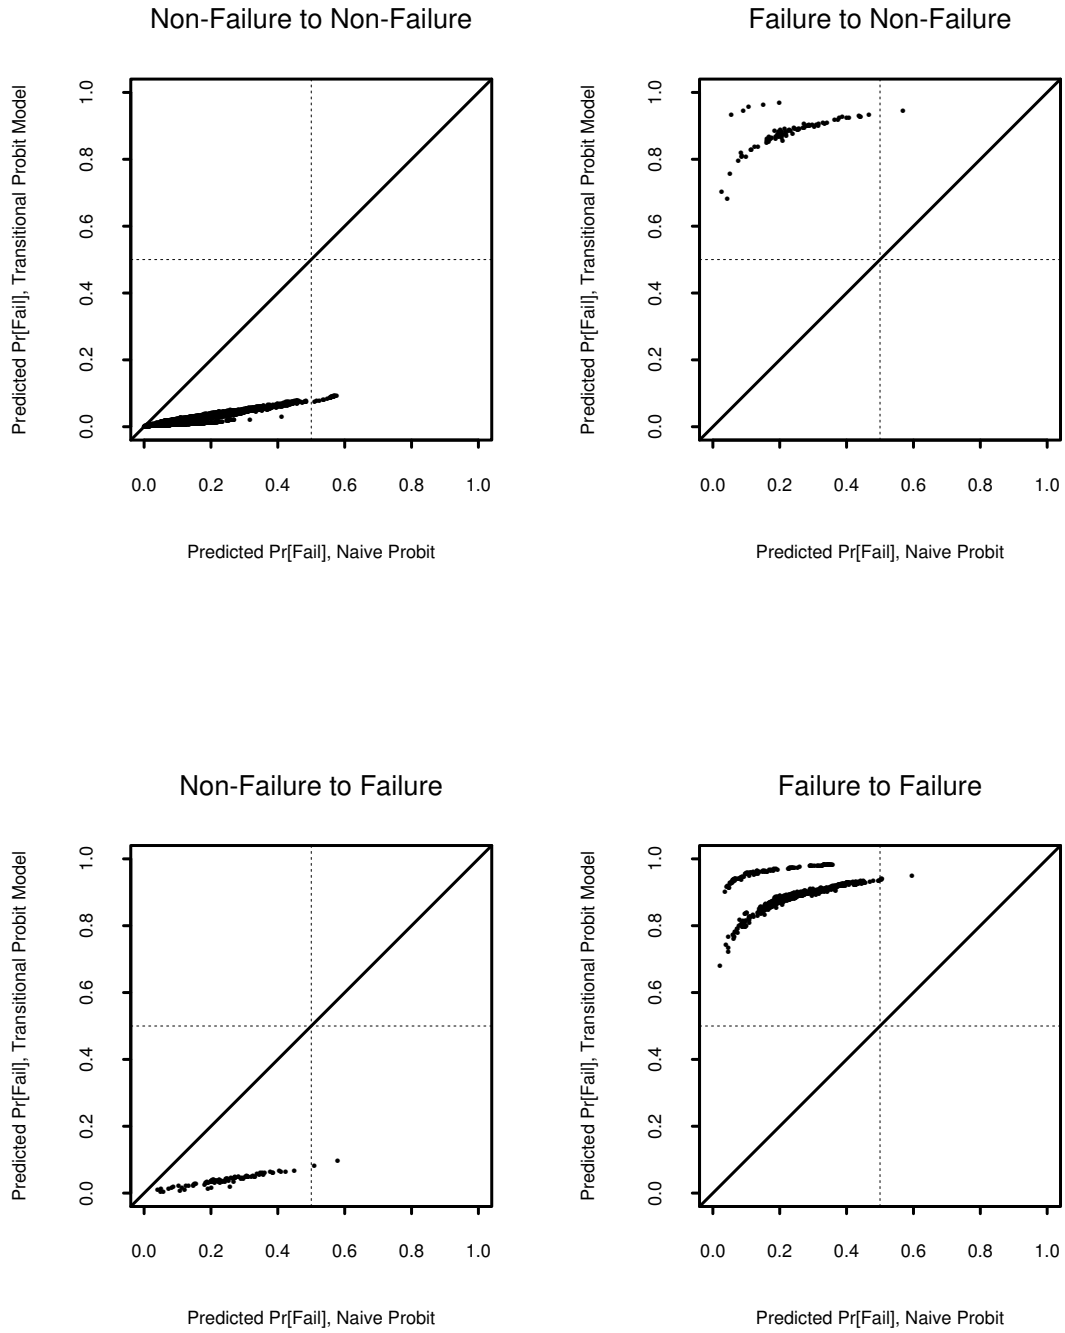 Non-Failure to Non-Failure
Predicted Pr[Fail], Transitional Probit Model
1.0
0.8
0.6
0.4
0.2
0.0
0.0 0.2 0.4 0.6 0.8 1.0
Predicted Pr[Fail], Naive Probit
Failure to Non-Failure
Predicted Pr[Fail], Transitional Probit Model
1.0
0.8
0.6
0.4
0.2
0.0
0.0 0.2 0.4 0.6 0.8 1.0
Predicted Pr[Fail], Naive Probit
Non-Failure to Failure
Predicted Pr[Fail], Transitional Probit Model
1.0
0.8
0.6
0.4
0.2
0.0
0.0 0.2 0.4 0.6 0.8 1.0
Predicted Pr[Fail], Naive Probit
Failure to Failure
Predicted Pr[Fail], Transitional Probit Model
1.0
0.8
0.6
0.4
0.2
0.0
0.0 0.2 0.4 0.6 0.8 1.0
Predicted Pr[Fail], Naive Probit